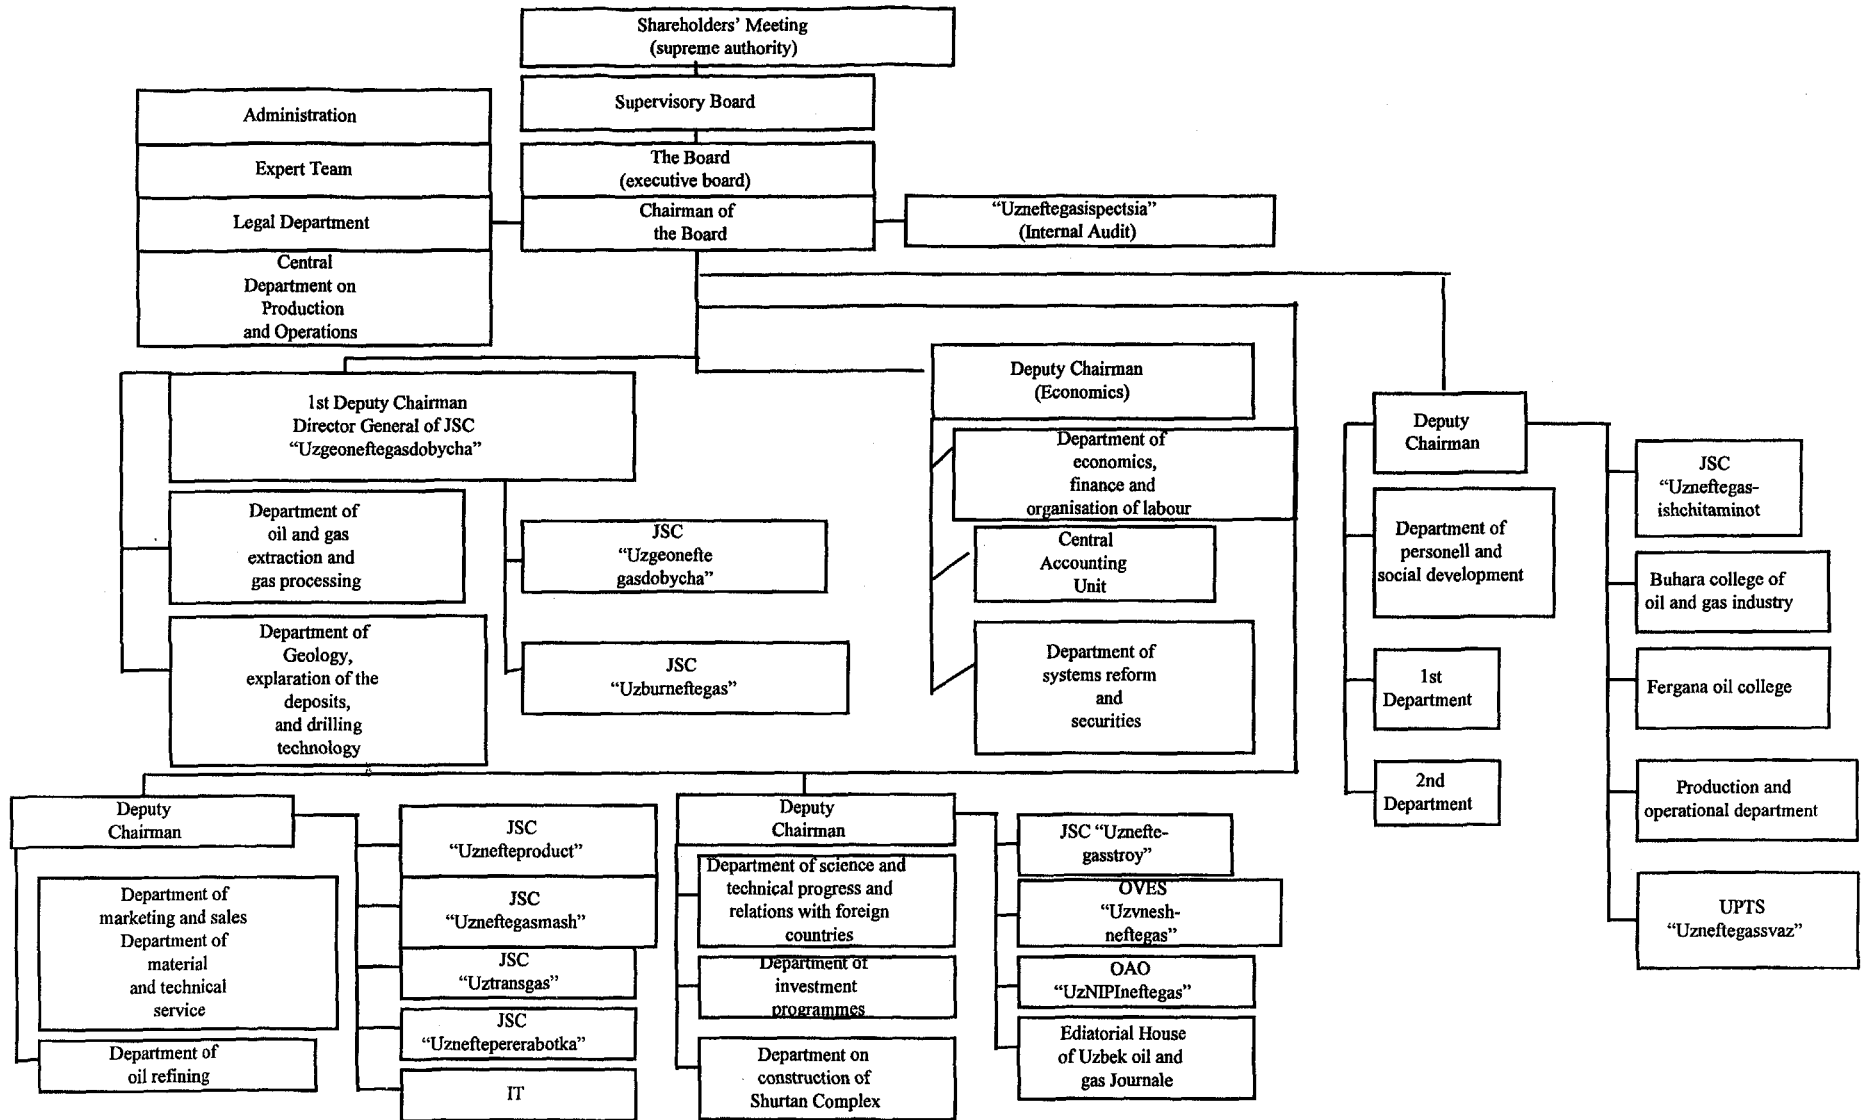 Shareholders' Meeting
(supreme authority)
Supervisory Board
Administration
Expert Team
Legal Department
Central
Department on
Production
and Operations
The Board
(executive board)
Chairman of
the Board
“Uzneftegasispectsia”
(Internal Audit)
1st Deputy Chairman
Director General of JSC
“Uzgeoneftegasdobycha”
Department of
oil and gas
extraction and
gas processing
Department of
Geology,
explaration of the
deposits,
and drilling
technology
JSC
“Uzgeonefte
gasdobycha”
JSC
“Uzburneftegas”
Deputy Chairman
(Economics)
Department of
economics,
finance and
organisation of labour
Central
Accounting
Unit
Department of
systems reform
and
securities
Deputy
Chairman
Department of
personell and
social development
1st
Department
2nd
Department
JSC
“Uzneftegas-
ishchitaminot
Buhara college of
oil and gas industry
Fergana oil college
Production and
operational department
UPTS
“Uzneftegassvaz”
Deputy
Chairman
Department of
marketing and sales
Department of
material
and technical
service
Department of
oil refining
JSC
“Uznefteproduct”
JSC
“Uzneftegasmash”
JSC
“Uztransgas”
JSC
“Uzneftepererabotka”
IT
Deputy
Chairman
Department of science and
technical progress and
relations with foreign
countries
Department of
investment
programmes
Department on
construction of
Shurtan Complex
JSC “Uznefte-
gasstroy”
OVES
“Uzvnesh-
neftegas”
OAO
“UzNIPIneftegas”
Ediatorial House
of Uzbek oil and
gas Journale